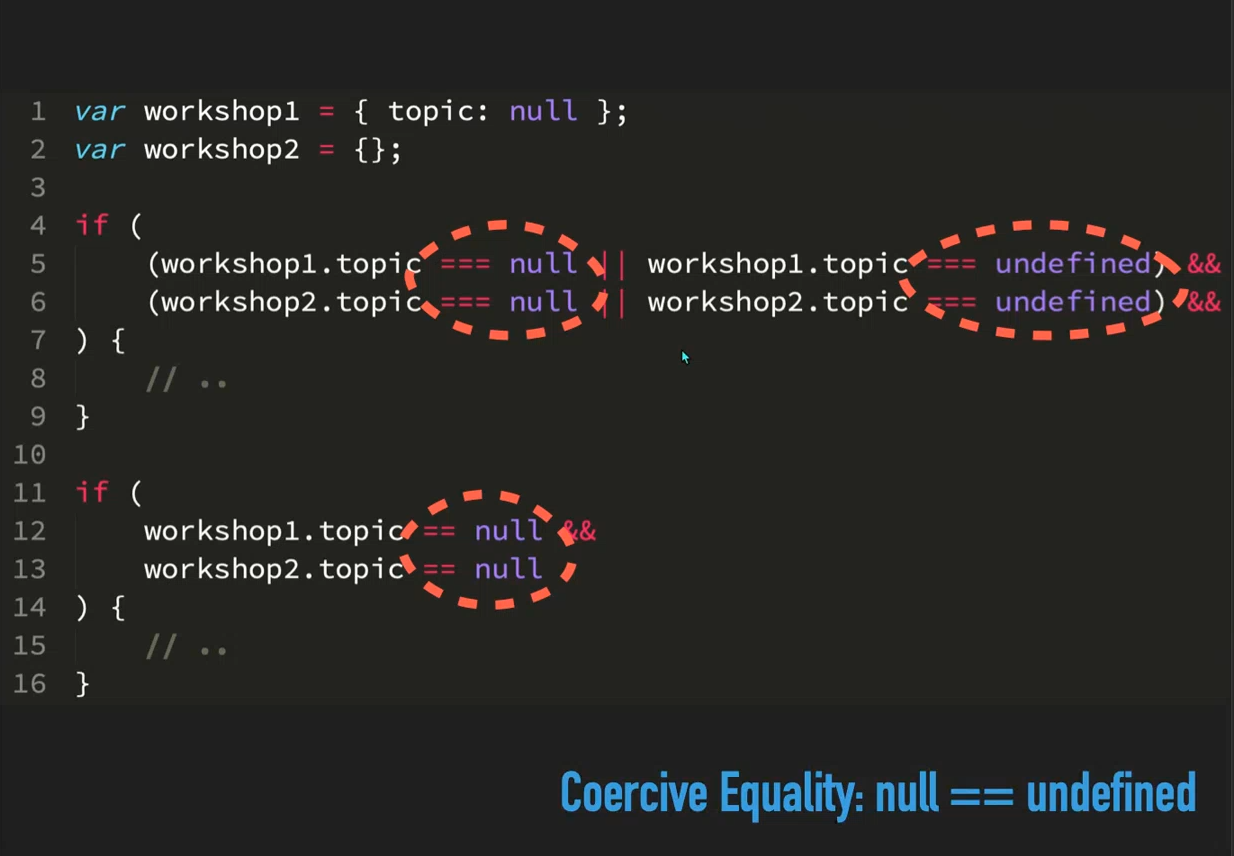 1 var workshop1 = { topic: null };
2 var workshop2 = {};
3
4 if (
5 (workshop1.topic === null || workshop1.topic === undefined) &&
6 (workshop2.topic === null || workshop2.topic === undefined) &&
7 ) {
8 // ..
9 }
10
11 if (
12 workshop1.topic == null &&
13 workshop2.topic == null
14 ) {
15 // ..
16 }
Coercive Equality: null == undefined